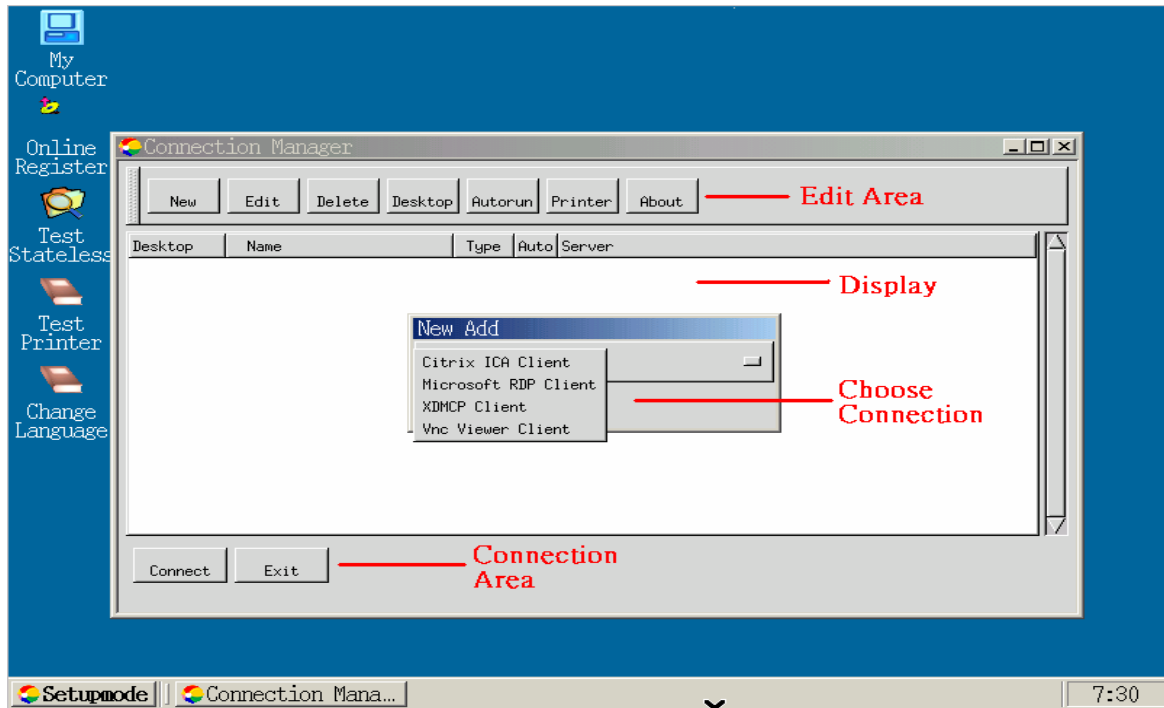 My
Computer
Online
Register
Test
Stateless
Test
Printer
Change
Language
Connection Manager
New Edit Delete Desktop Autorun Printer About
Edit Area
Desktop Name Type Auto Server
Display
New Add
Citrix ICA Client
Microsoft RDP Client
XDMCP Client
Vnc Viewer Client
Choose
Connection
Connect Exit
Connection
Area
Setupmode
Connection Mana...
7:30